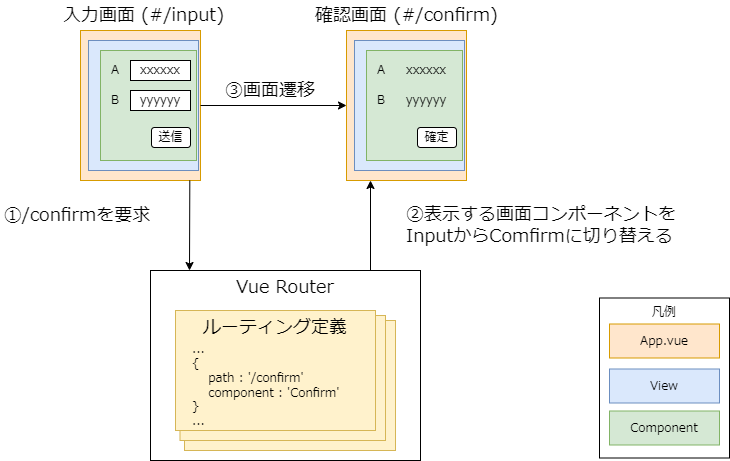 入力画面 (#/input)
確認画面 (#/confirm)
A xxxxxx
B yyyyyy
送信
③画面遷移
A xxxxxx
B yyyyyy
確定
①/confirmを要求
②表示する画面コンポーネントを
InputからComfirmに切り替える
Vue Router
ルーティング定義
...
{
path : '/confirm'
component : 'Confirm'
}
...
凡例
App.vue
View
Component